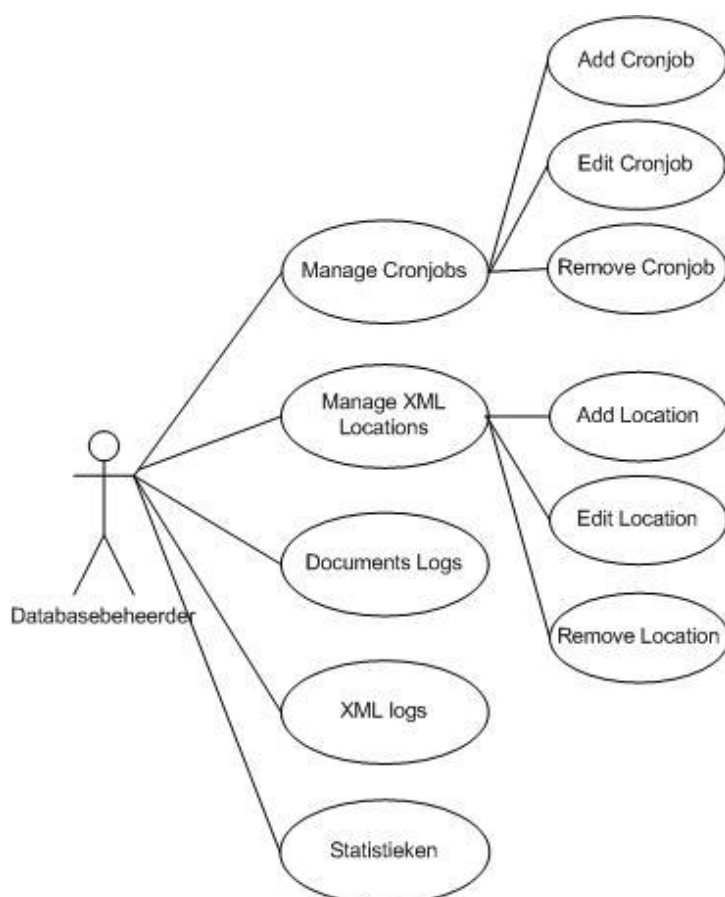 Add Cronjob
Edit Cronjob
Manage Cronjobs
Remove Cronjob
Manage XML
Locations
Add Location
Edit Location
Documents Logs
Databasebeheerder
Remove Location
XML logs
Statistieken